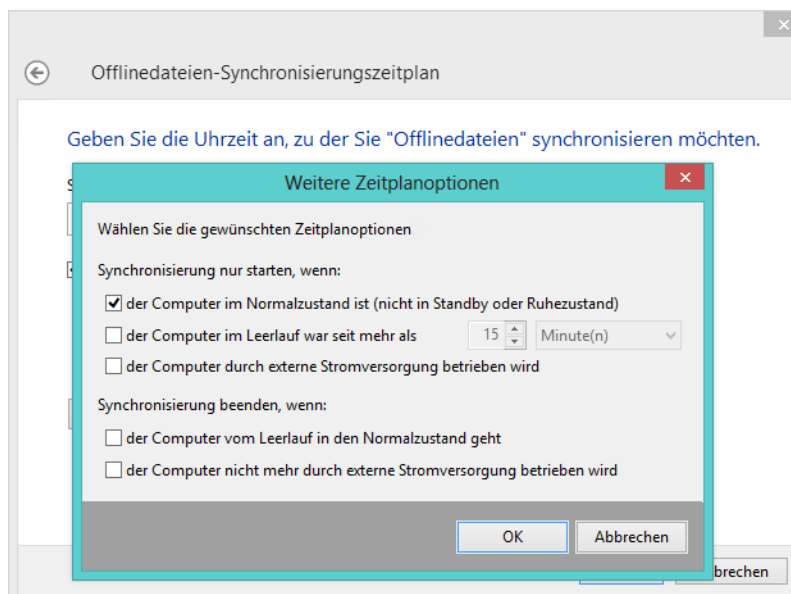 Offlinedateien-Synchronisierungszeitplan
Geben Sie die Uhrzeit an, zu der Sie "Offlinedateien" synchronisieren möchten.
Weitere Zeitplanoptionen
Wählen Sie die gewünschten Zeitplanoptionen
Synchronisierung nur starten, wenn:
der Computer im Normalzustand ist (nicht in Standby oder Ruhezustand)
der Computer im Leerlauf war seit mehr als 15 Minute(n)
der Computer durch externe Stromversorgung betrieben wird
Synchronisierung beenden, wenn:
der Computer vom Leerlauf in den Normalzustand geht
der Computer nicht mehr durch externe Stromversorgung betrieben wird
OK Abbrechen